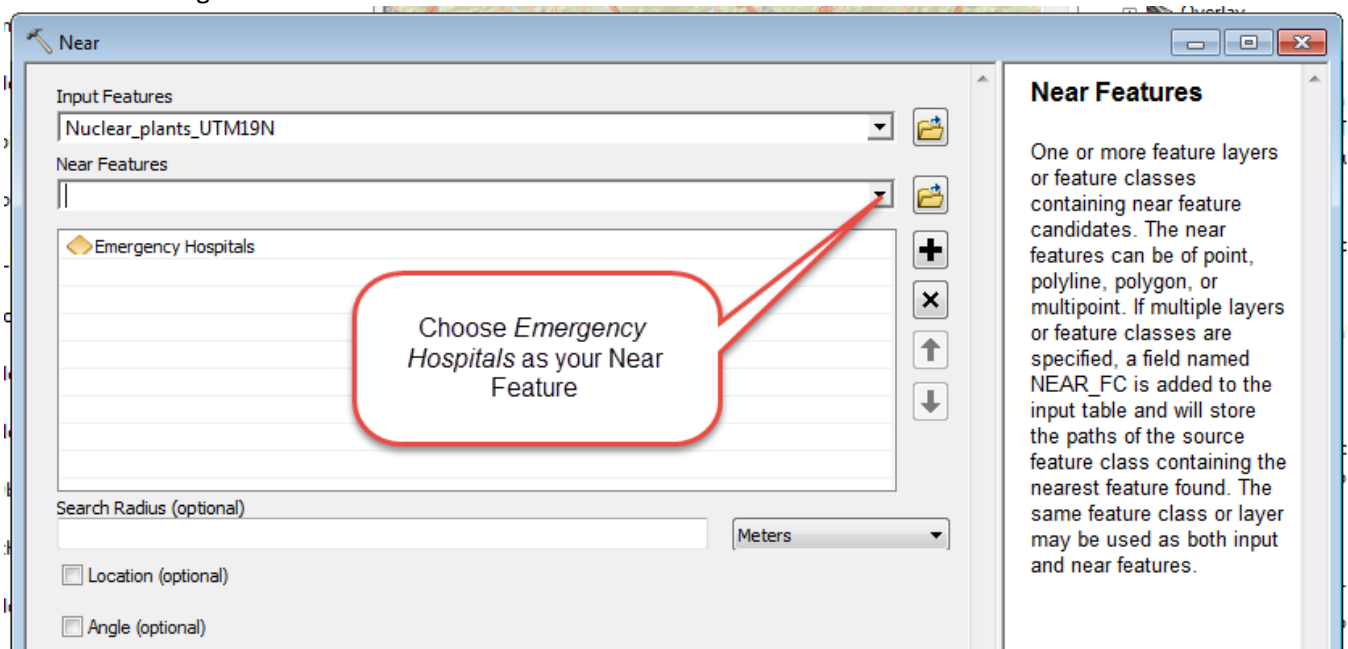 Overlay
Near
Input Features
Nuclear_plants_UTM19N
Near Features
Emergency Hospitals
Choose Emergency
Hospitals as your Near
Feature
Search Radius (optional)
Meters
Location (optional)
Angle (optional)
Near Features
One or more feature layers
or feature classes
containing near feature
candidates. The near
features can be of point,
polyline, polygon, or
multipoint. If multiple layers
or feature classes are
specified, a field named
NEAR_FC is added to the
input table and will store
the paths of the source
feature class containing the
nearest feature found. The
same feature class or layer
may be used as both input
and near features.